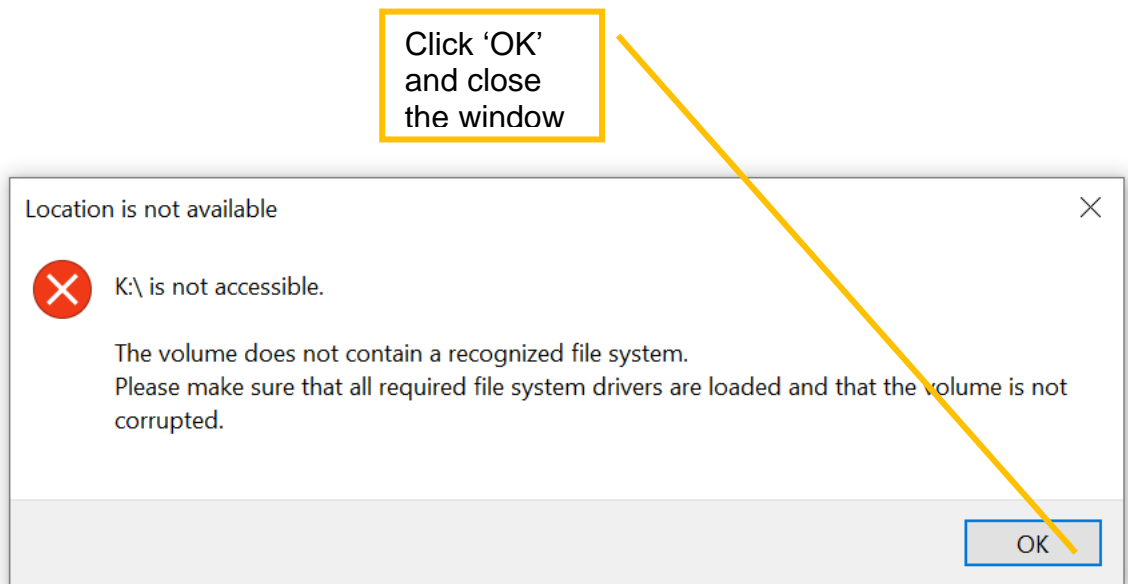 Click ‘OK’
and close
the window
Location is not available
K:\ is not accessible.
The volume does not contain a recognized file system.
Please make sure that all required file system drivers are loaded and that the volume is not
corrupted.
OK